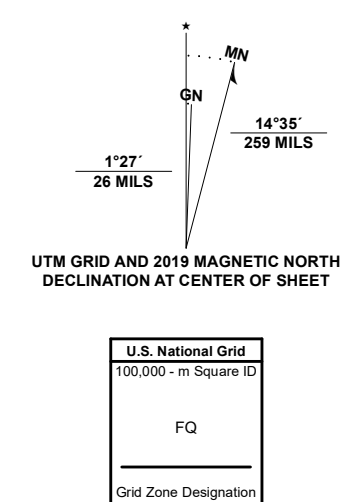 ★
MN
GN
14°35´
259 MILS
1°27´
26 MILS
UTM GRID AND 2019 MAGNETIC NORTH
DECLINATION AT CENTER OF SHEET
U.S. National Grid
100,000 - m Square ID
FQ
Grid Zone Designation